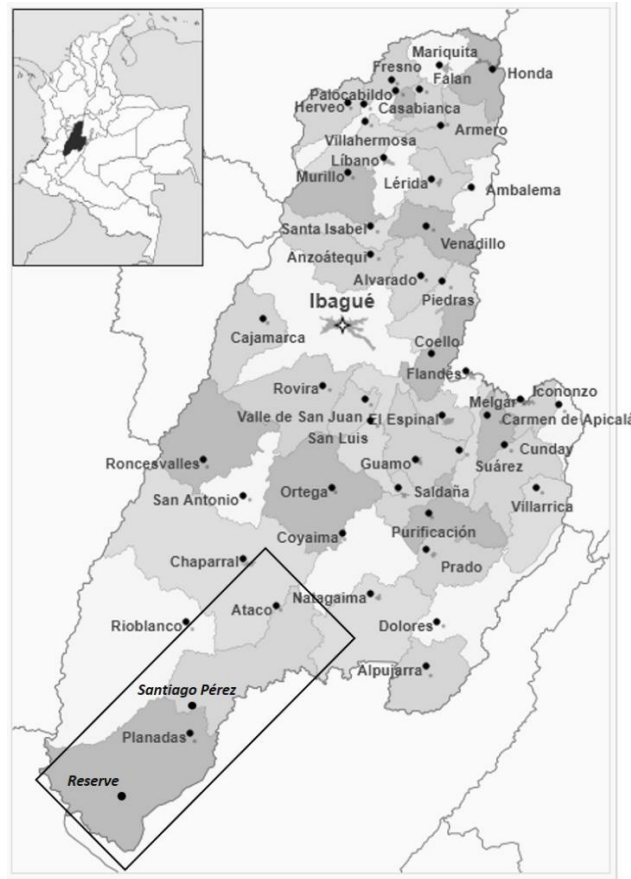 Mariquita
Fresno
Falan
Honda
Palocabildo
Herveo
Casabianca
Armero
Villahermosa
Líbano
Murillo
Lérida
Ambalema
Santa Isabel
Venadillo
Anzoátequi
Alvarado
Piedras
Ibagué
Cajamarca
Coello
Flandes
Rovira
Icononzo
Melgar
Valle de San Juan
El Espinal
Carmen de Apicalá
San Luis
Cunday
Roncesvalles
Guamo
Suárez
San Antonio
Ortega
Saldaña
Villarrica
Coyaima
Purificación
Chaparral
Prado
Natagaima
Ataco
Rioblanco
Dolores
Alpujarra
Santiago Pérez
Planadas
Reserve